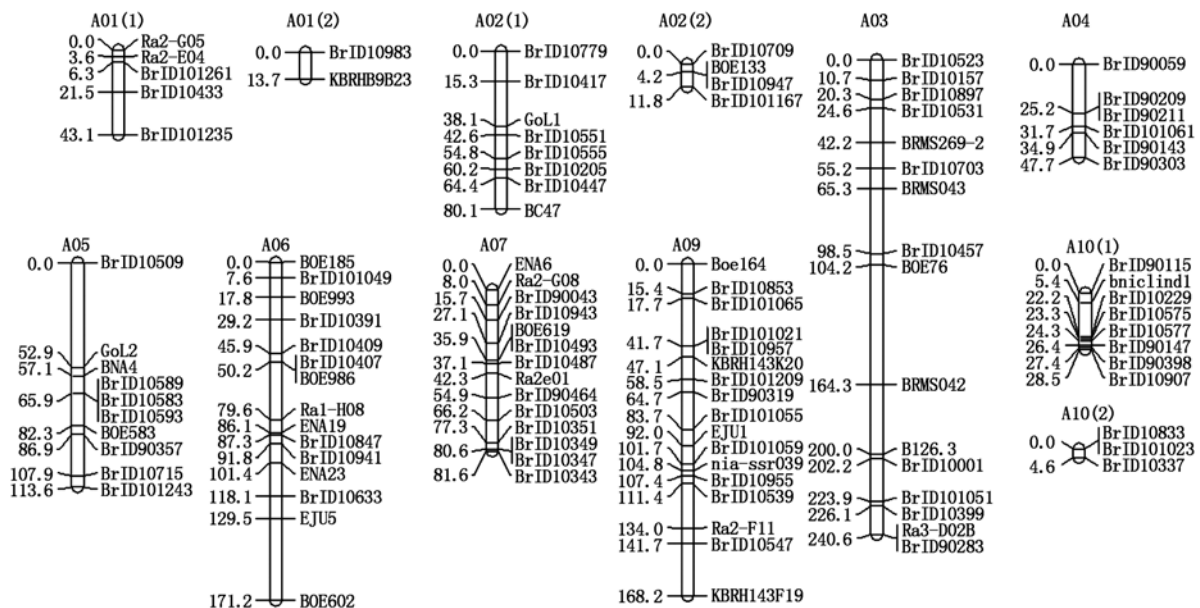 A01(1)
0.0 Ra2-G05
3.6 Ra2-E04
6.3 BrID101261
21.5 BrID10433
43.1 BrID101235
A01(2)
0.0 BrID10983
13.7 KBRHB9B23
A02(1)
0.0 BrID10779
15.3 BrID10417
38.1 GoL1
42.6 BrID10551
54.8 BrID10555
60.2 BrID10205
64.4 BrID10447
80.1 BC47
A02(2)
0.0 BrID10709
BOE133
4.2 BrID10947
11.8 BrID101167
A03
0.0 BrID10523
10.7 BrID10157
20.3 BrID10897
24.6 BrID10531
42.2 BRMS269-2
55.2 BrID10703
65.3 BRMS043
98.5 BrID10457
104.2 BOE76
164.3 BRMS042
200.0 B126.3
202.2 BrID10001
223.9 BrID101051
226.1 BrID10399
240.6 Ra3-D02B
BrID90283
A04
0.0 BrID90059
25.2 BrID90209
BrID90211
31.7 BrID101061
34.9 BrID90143
47.7 BrID90303
A05
0.0 BrID10509
52.9 GoL2
57.1 BNA4
BrID10589
65.9 BrID10583
BrID10593
82.3 BOE583
86.9 BrID90357
107.9 BrID10715
113.6 BrID101243
A06
0.0 BOE185
7.6 BrID101049
17.8 BOE993
29.2 BrID10391
45.9 BrID10409
50.2 BrID10407
BOE986
79.6 Ra1-H08
86.1 ENA19
87.3 BrID10847
91.8 BrID10941
101.4 ENA23
118.1 BrID10633
129.5 EJU5
171.2 BOE602
A07
0.0 ENA6
8.0 Ra2-G08
15.7 BrID90043
27.1 BrID10943
BOE619
35.9 BrID10493
37.1 BrID10487
42.3 Ra2e01
54.9 BrID90464
66.2 BrID10503
77.3 BrID10351
80.6 BrID10349
BrID10347
81.6 BrID10343
A09
0.0 Boe164
15.4 BrID10853
17.7 BrID101065
41.7 BrID101021
BrID10957
47.1 KBRH143K20
58.5 BrID101209
64.7 BrID90319
83.7 BrID101055
92.0 EJU1
101.7 BrID101059
104.8 nia-ssr039
107.4 BrID10955
111.4 BrID10539
134.0 Ra2-F11
141.7 BrID10547
168.2 KBRH143F19
A10(1)
0.0 BrID90115
5.4 bniclind1
22.2 BrID10229
23.3 BrID10575
24.3 BrID10577
26.4 BrID90147
27.4 BrID90398
28.5 BrID10907
A10(2)
0.0 BrID10833
BrID101023
4.6 BrID10337